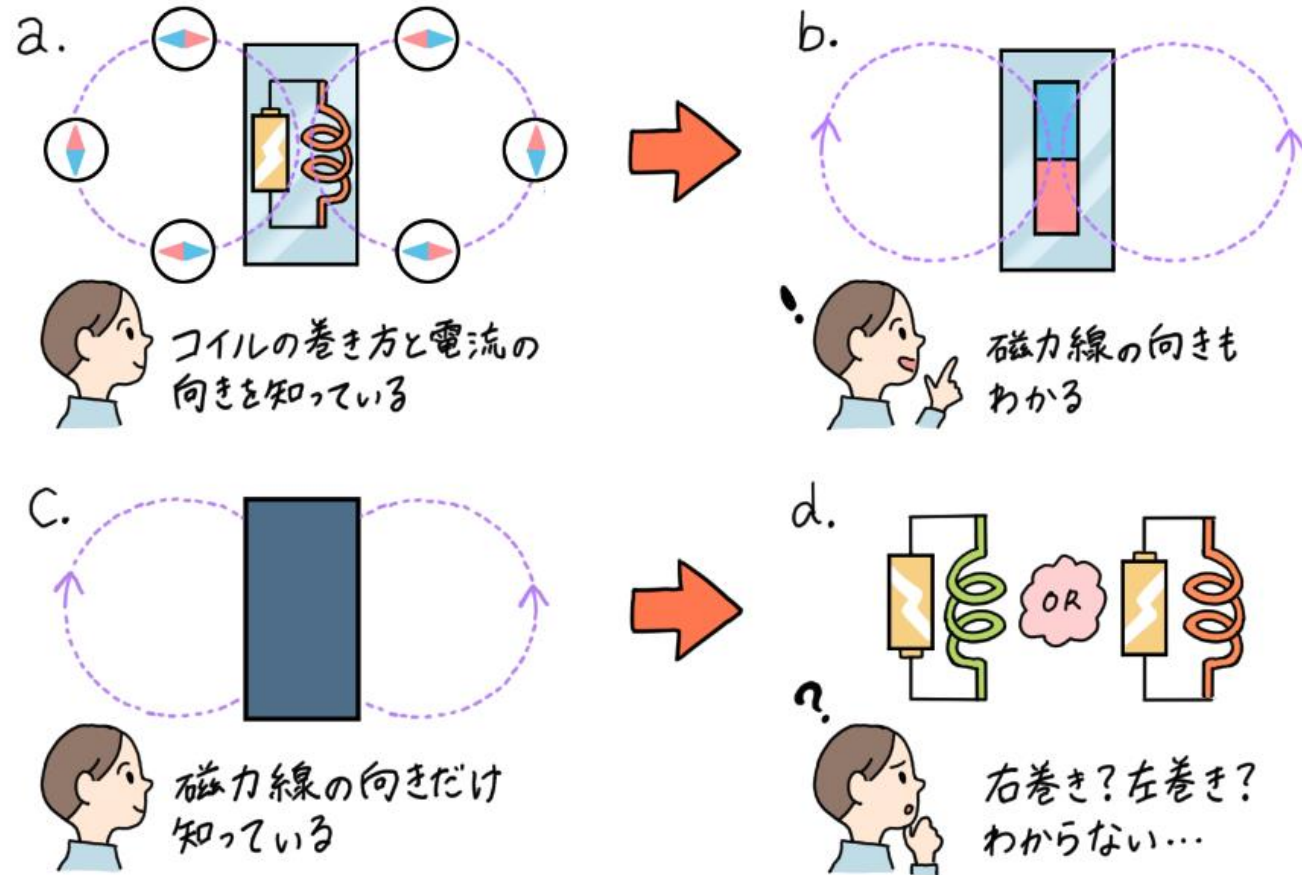 a.
コイルの巻き方と電流の
向きを知っている
b.
!
磁力線の向きも
わかる
c.
磁力線の向きだけ
知っている
d.
OR
?
右巻き?左巻き?
わからない…